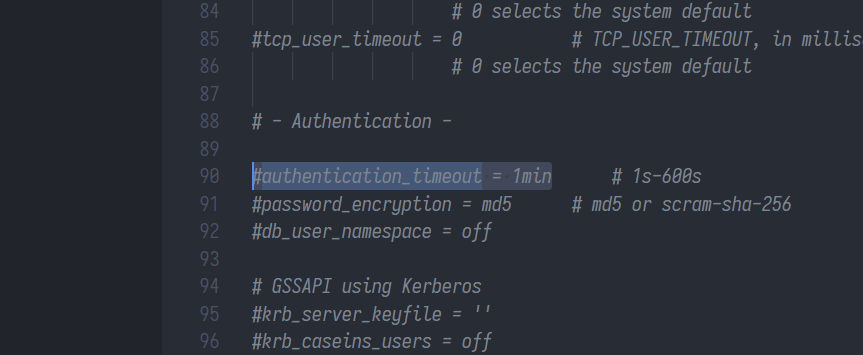 84 # 0 selects the system default
85 #tcp_user_timeout = 0 # TCP_USER_TIMEOUT, in millis
86 # 0 selects the system default
87
88 # - Authentication -
89
90 #authentication_timeout = 1min # 1s-600s
91 #password_encryption = md5 # md5 or scram-sha-256
92 #db_user_namespace = off
93
94 # GSSAPI using Kerberos
95 #krb_server_keyfile = ''
96 #krb_caseins_users = off